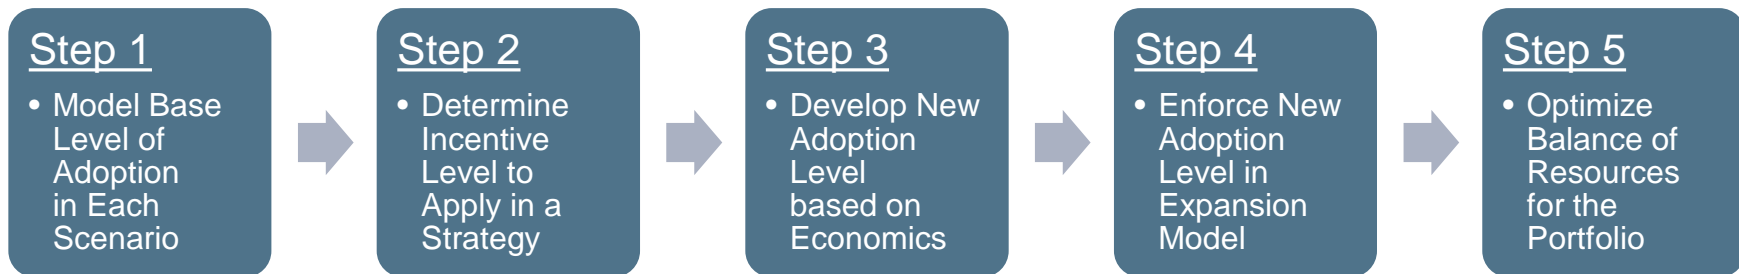 Step 1
• Model Base
Level of
Adoption
in Each
Scenario
Step 2
• Determine
Incentive
Level to
Apply in a
Strategy
Step 3
• Develop New
Adoption
Level
based on
Economics
Step 4
• Enforce New
Adoption
Level in
Expansion
Model
Step 5
• Optimize
Balance of
Resources
for the
Portfolio